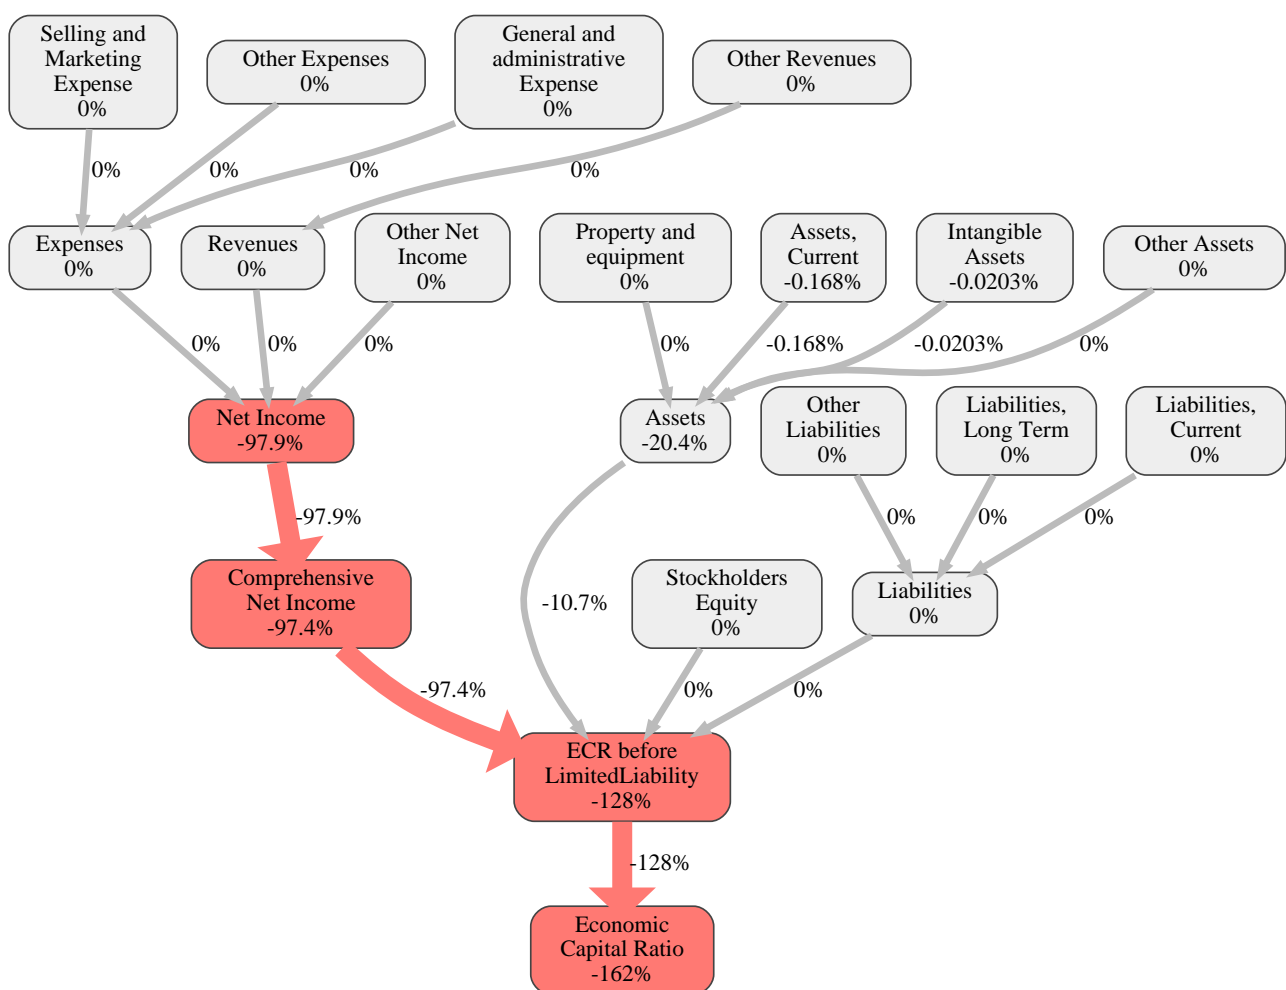 Selling and
Marketing
Expense
0%
Other Expenses
0%
General and
administrative
Expense
0%
Other Revenues
0%
0%
0%
0%
0%
Expenses
0%
Revenues
0%
Other Net
Income
0%
Property and
equipment
0%
Assets,
Current
-0.168%
Intangible
Assets
-0.0203%
Other Assets
0%
0%
0%
0%
0%
-0.168%
-0.0203%
0%
Net Income
-97.9%
Assets
-20.4%
Other
Liabilities
0%
Liabilities,
Long Term
0%
Liabilities,
Current
0%
-97.9%
0%
0%
0%
Comprehensive
Net Income
-97.4%
-10.7%
Stockholders
Equity
0%
Liabilities
0%
-97.4%
0%
0%
ECR before
LimitedLiability
-128%
-128%
Economic
Capital Ratio
-162%